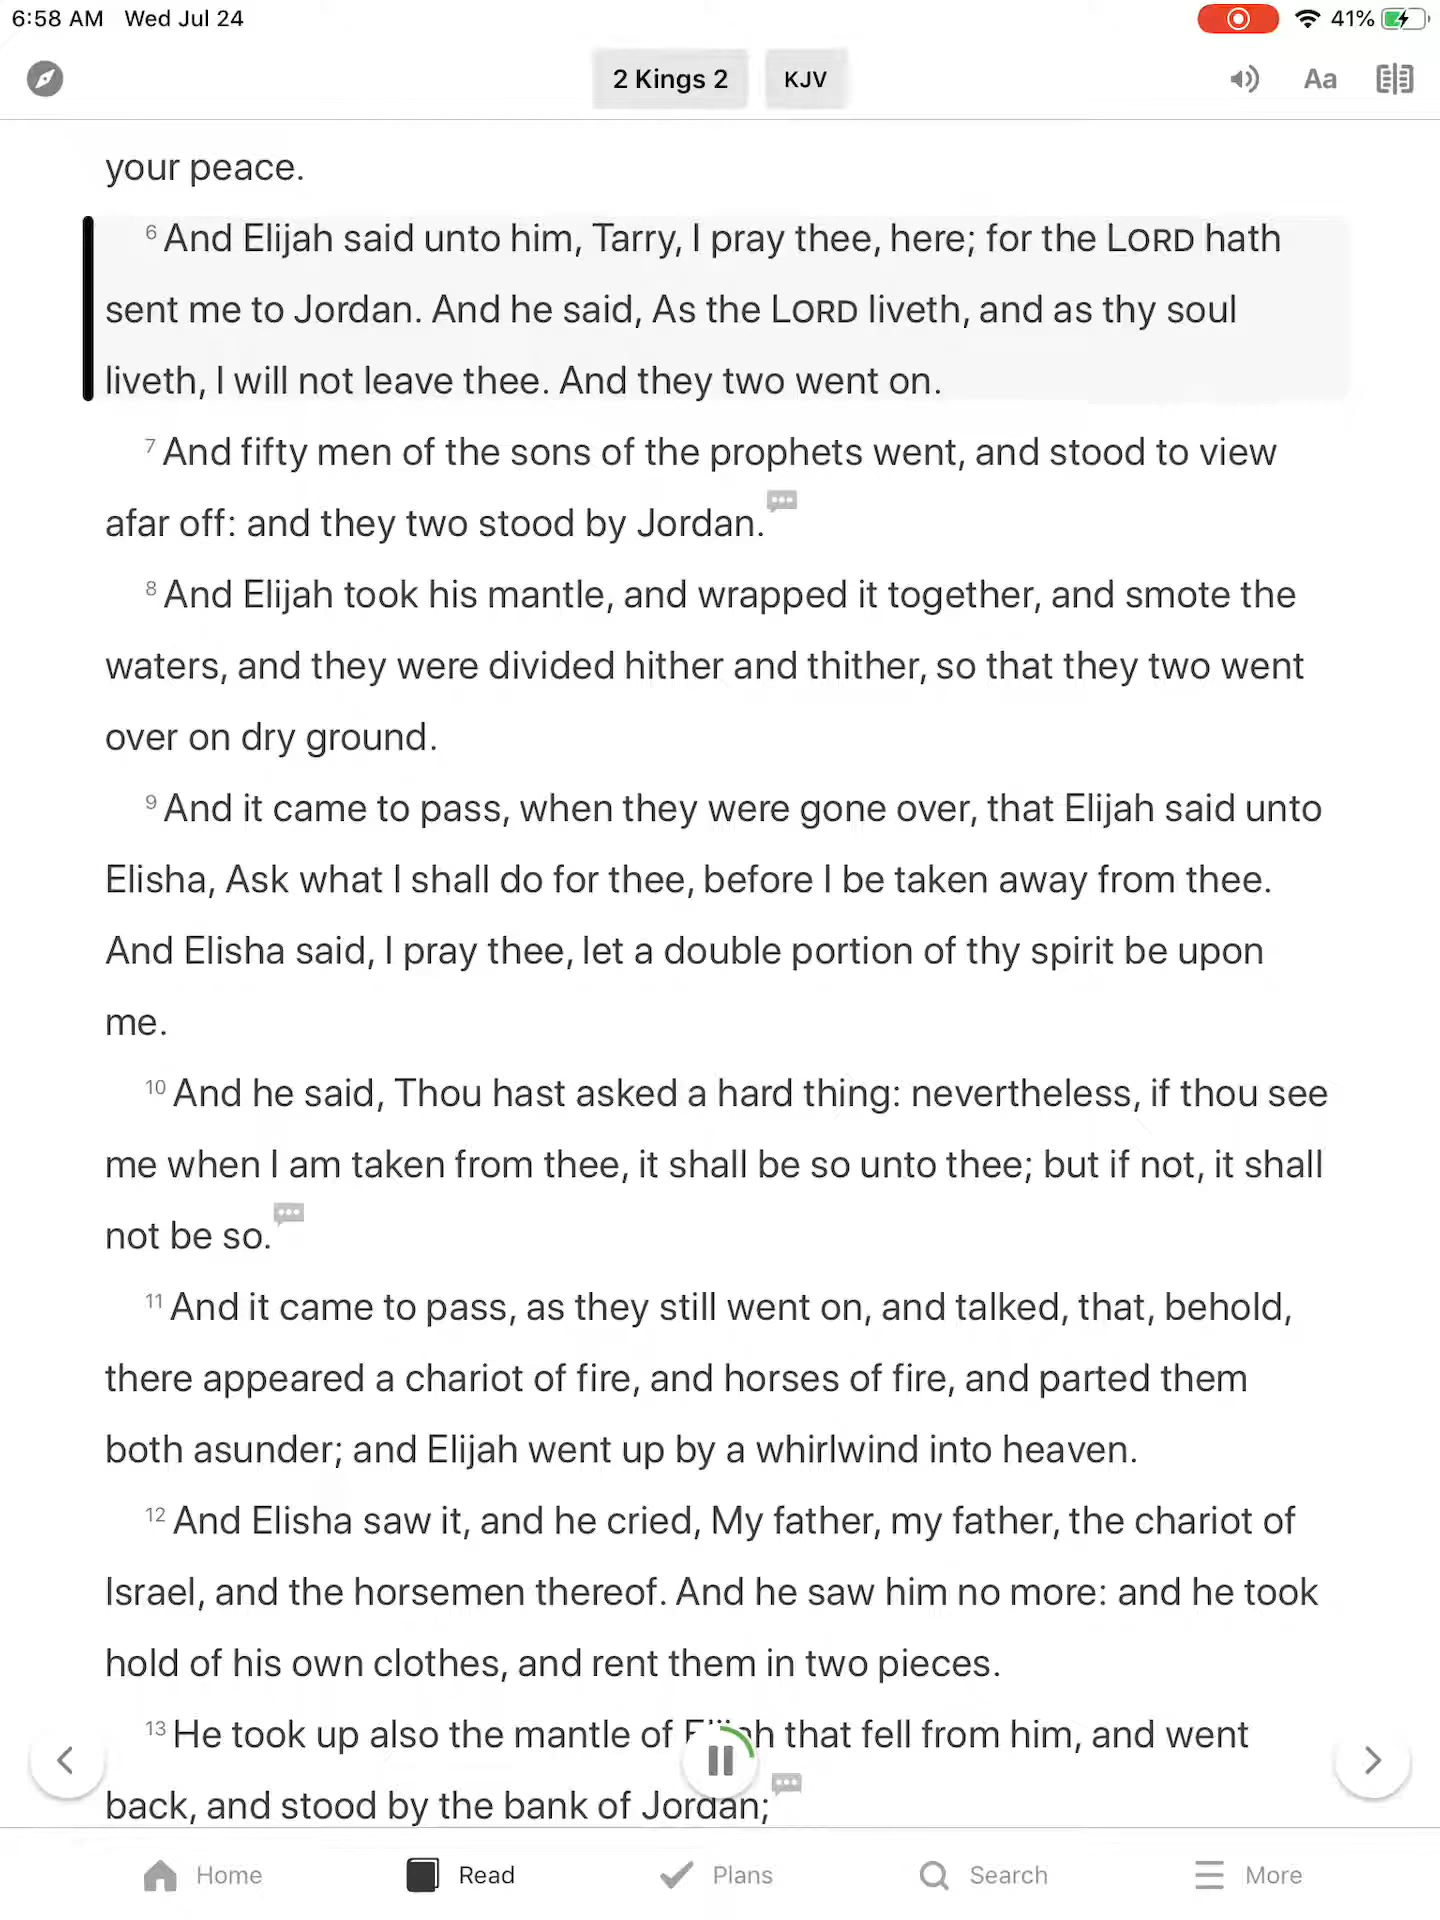 6:58 AM Wed Jul 24 41%
2 Kings 2 KJV Aa
your peace.
6 And Elijah said unto him, Tarry, I pray thee, here; for the LORD hath
sent me to Jordan. And he said, As the LORD liveth, and as thy soul
liveth, I will not leave thee. And they two went on.
7 And fifty men of the sons of the prophets went, and stood to view
afar off: and they two stood by Jordan.
8 And Elijah took his mantle, and wrapped it together, and smote the
waters, and they were divided hither and thither, so that they two went
over on dry ground.
9 And it came to pass, when they were gone over, that Elijah said unto
Elisha, Ask what I shall do for thee, before I be taken away from thee.
And Elisha said, I pray thee, let a double portion of thy spirit be upon
me.
10 And he said, Thou hast asked a hard thing: nevertheless, if thou see
me when I am taken from thee, it shall be so unto thee; but if not, it shall
not be so.
11 And it came to pass, as they still went on, and talked, that, behold,
there appeared a chariot of fire, and horses of fire, and parted them
both asunder; and Elijah went up by a whirlwind into heaven.
12 And Elisha saw it, and he cried, My father, my father, the chariot of
Israel, and the horsemen thereof. And he saw him no more: and he took
hold of his own clothes, and rent them in two pieces.
13 He took up also the mantle of Elijah that fell from him, and went
back, and stood by the bank of Jordan;
Home Read Plans Search More